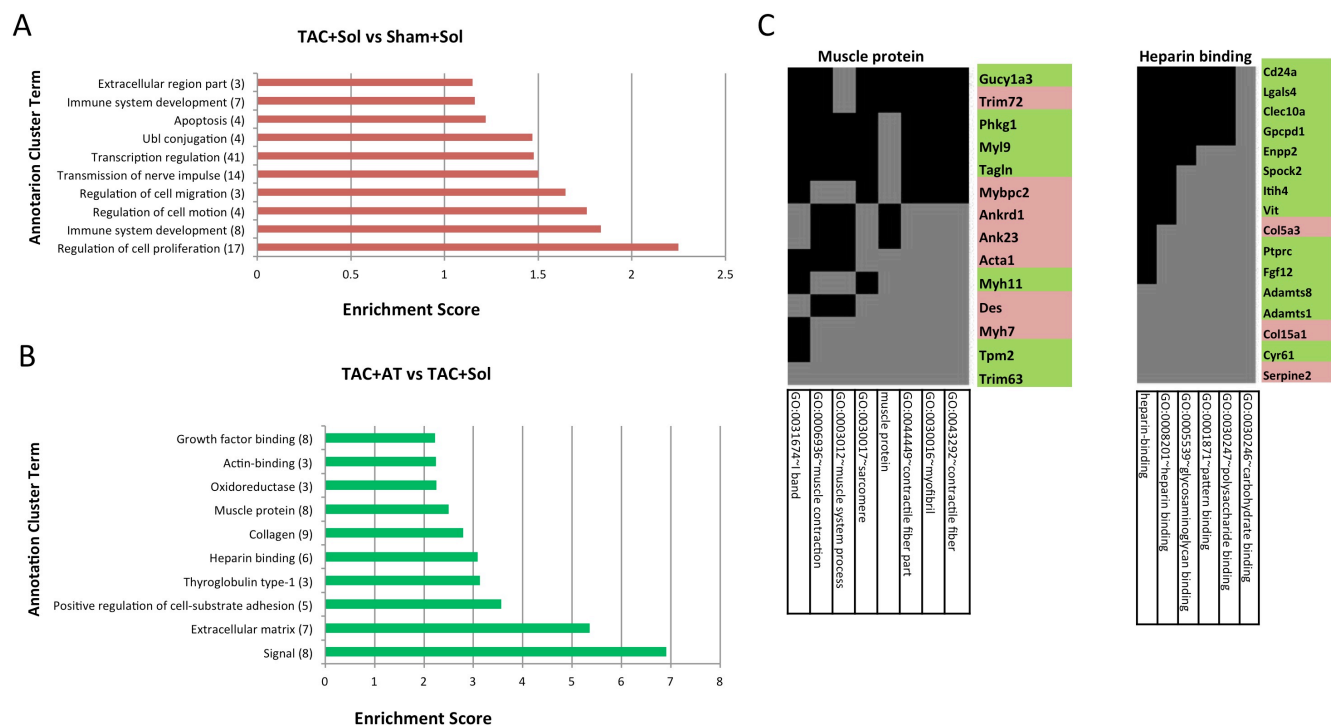 A
TAC+Sol vs Sham+Sol
Annotarion Cluster Term
Extracellular region part (3)
Immune system development (7)
Apoptosis (4)
Ubl conjugation (4)
Transcription regulation (41)
Transmission of nerve impulse (14)
Regulation of cell migration (3)
Regulation of cell motion (4)
Immune system development (8)
Regulation of cell proliferation (17)
0 0.5 1 1.5 2 2.5
Enrichment Score
B
TAC+AT vs TAC+Sol
Annotation Cluster Term
Growth factor binding (8)
Actin-binding (3)
Oxidoreductase (3)
Muscle protein (8)
Collagen (9)
Heparin binding (6)
Thyroglobulin type-1 (3)
Positive regulation of cell-substrate adhesion (5)
Extracellular matrix (7)
Signal (8)
0 1 2 3 4 5 6 7 8
Enrichment Score
C
Muscle protein
Gucy1a3
Trim72
Phkg1
Myl9
Tagln
Mybpc2
Ankrd1
Ank23
Acta1
Myh11
Des
Myh7
Tpm2
Trim63
GO:0031674~I band
GO:0006936~muscle contraction
GO:0003012~muscle system process
GO:0030017~sarcomere
muscle protein
GO:0044449~contractile fiber part
GO:0030016~myofibril
GO:0043292~contractile fiber
Heparin binding
Cd24a
Lgals4
Clec10a
Gpcpd1
Enpp2
Spock2
Itih4
Vit
Col5a3
Ptprc
Fgf12
Adamts8
Adamts1
Col15a1
Cyr61
Serpine2
heparin-binding
GO:0008201~heparin binding
GO:0005539~glycosaminoglycan binding
GO:0001871~pattern binding
GO:0030247~polysaccharide binding
GO:0030246~carbohydrate binding